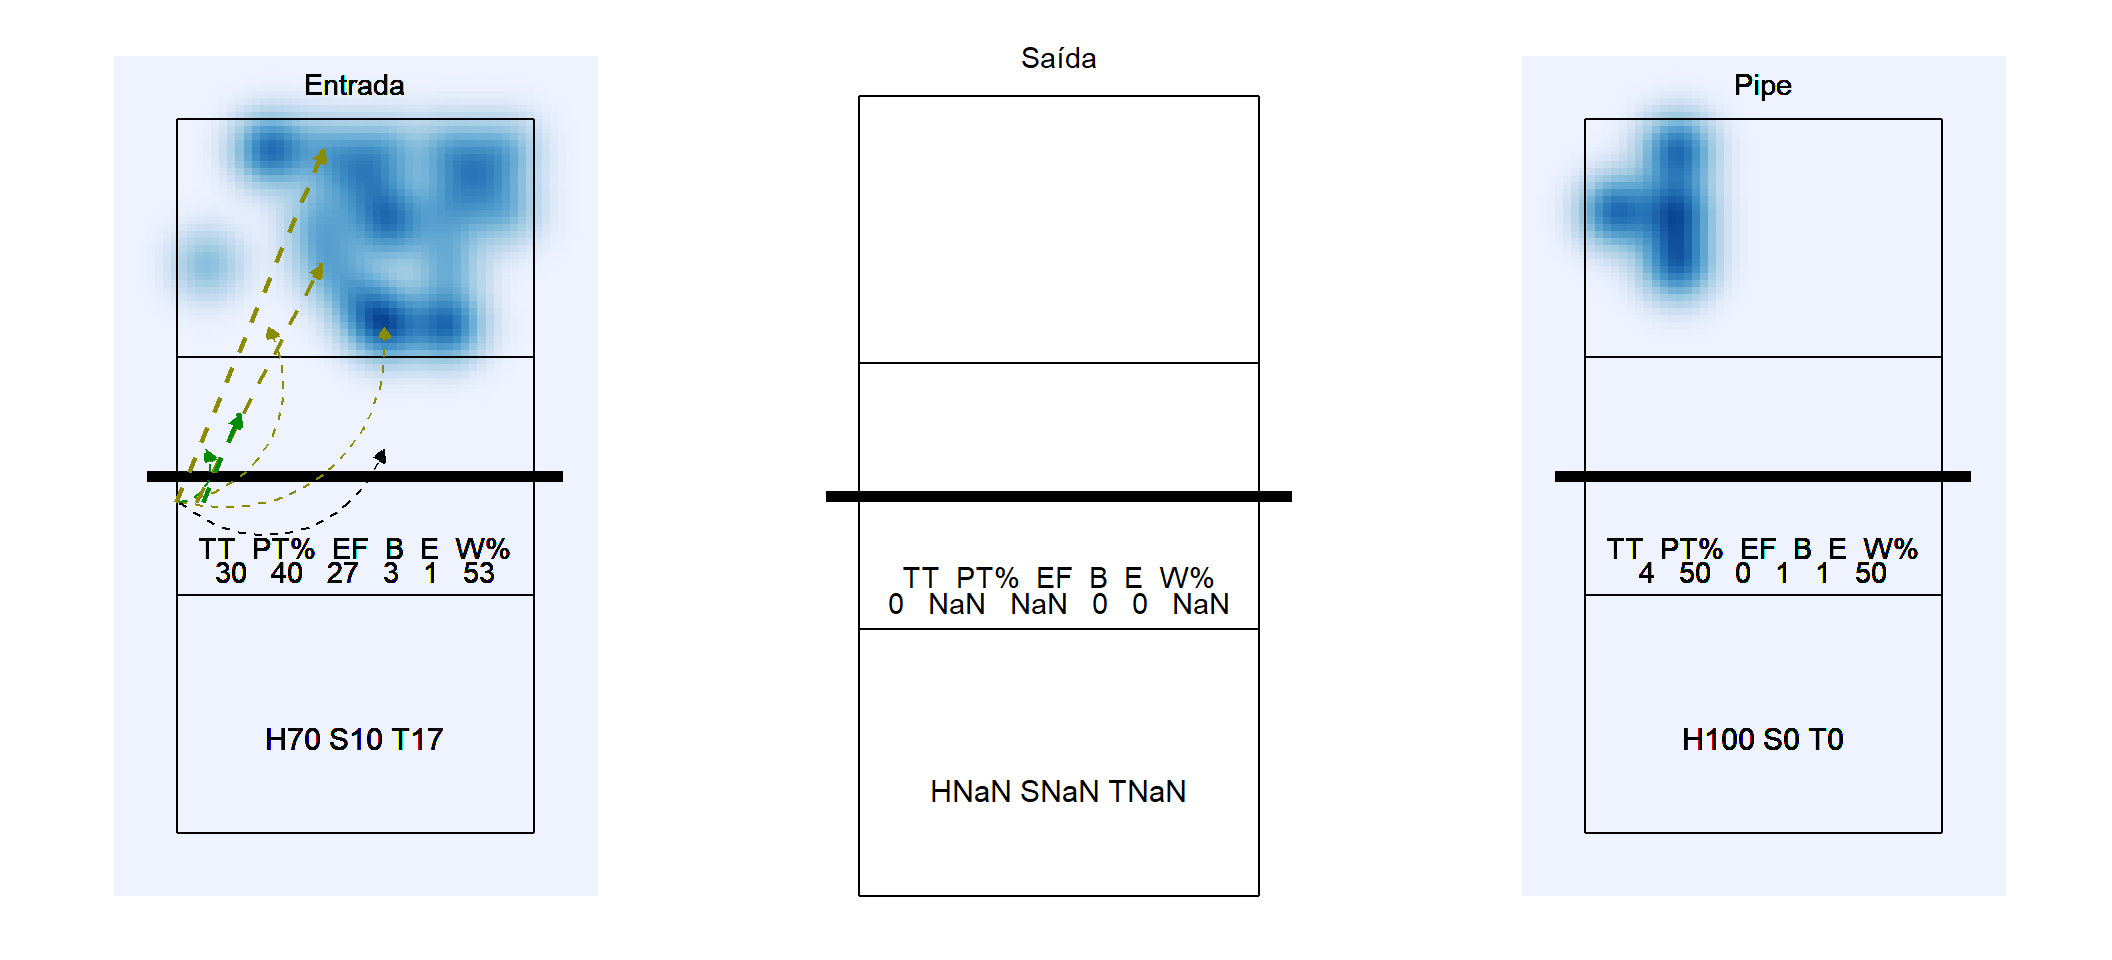 Entrada
TT PT% EF B E W%
30 40 27 3 1 53
H70 S10 T17
Saída
TT PT% EF B E W%
0 NaN NaN 0 0 NaN
HNaN SNaN TNaN
Pipe
TT PT% EF B E W%
4 50 0 1 1 50
H100 S0 T0